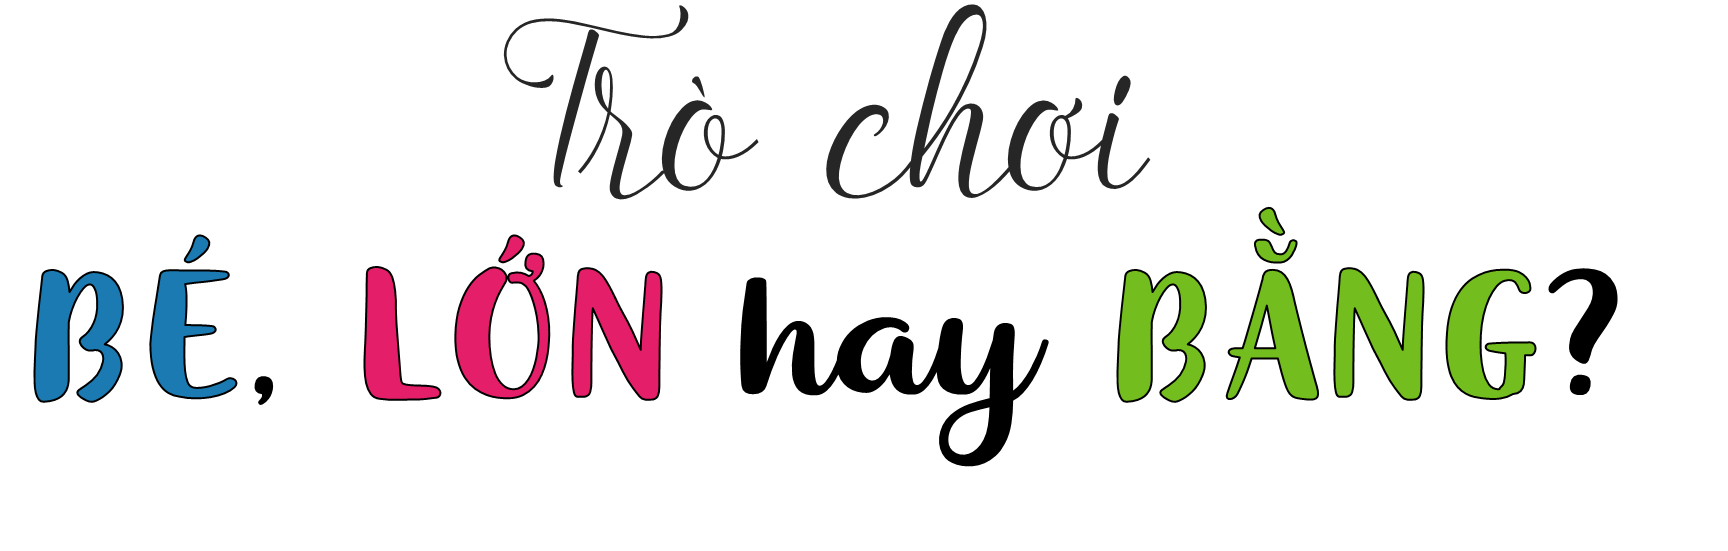 Trò chơi
BÉ, LỚN hay BẰNG?